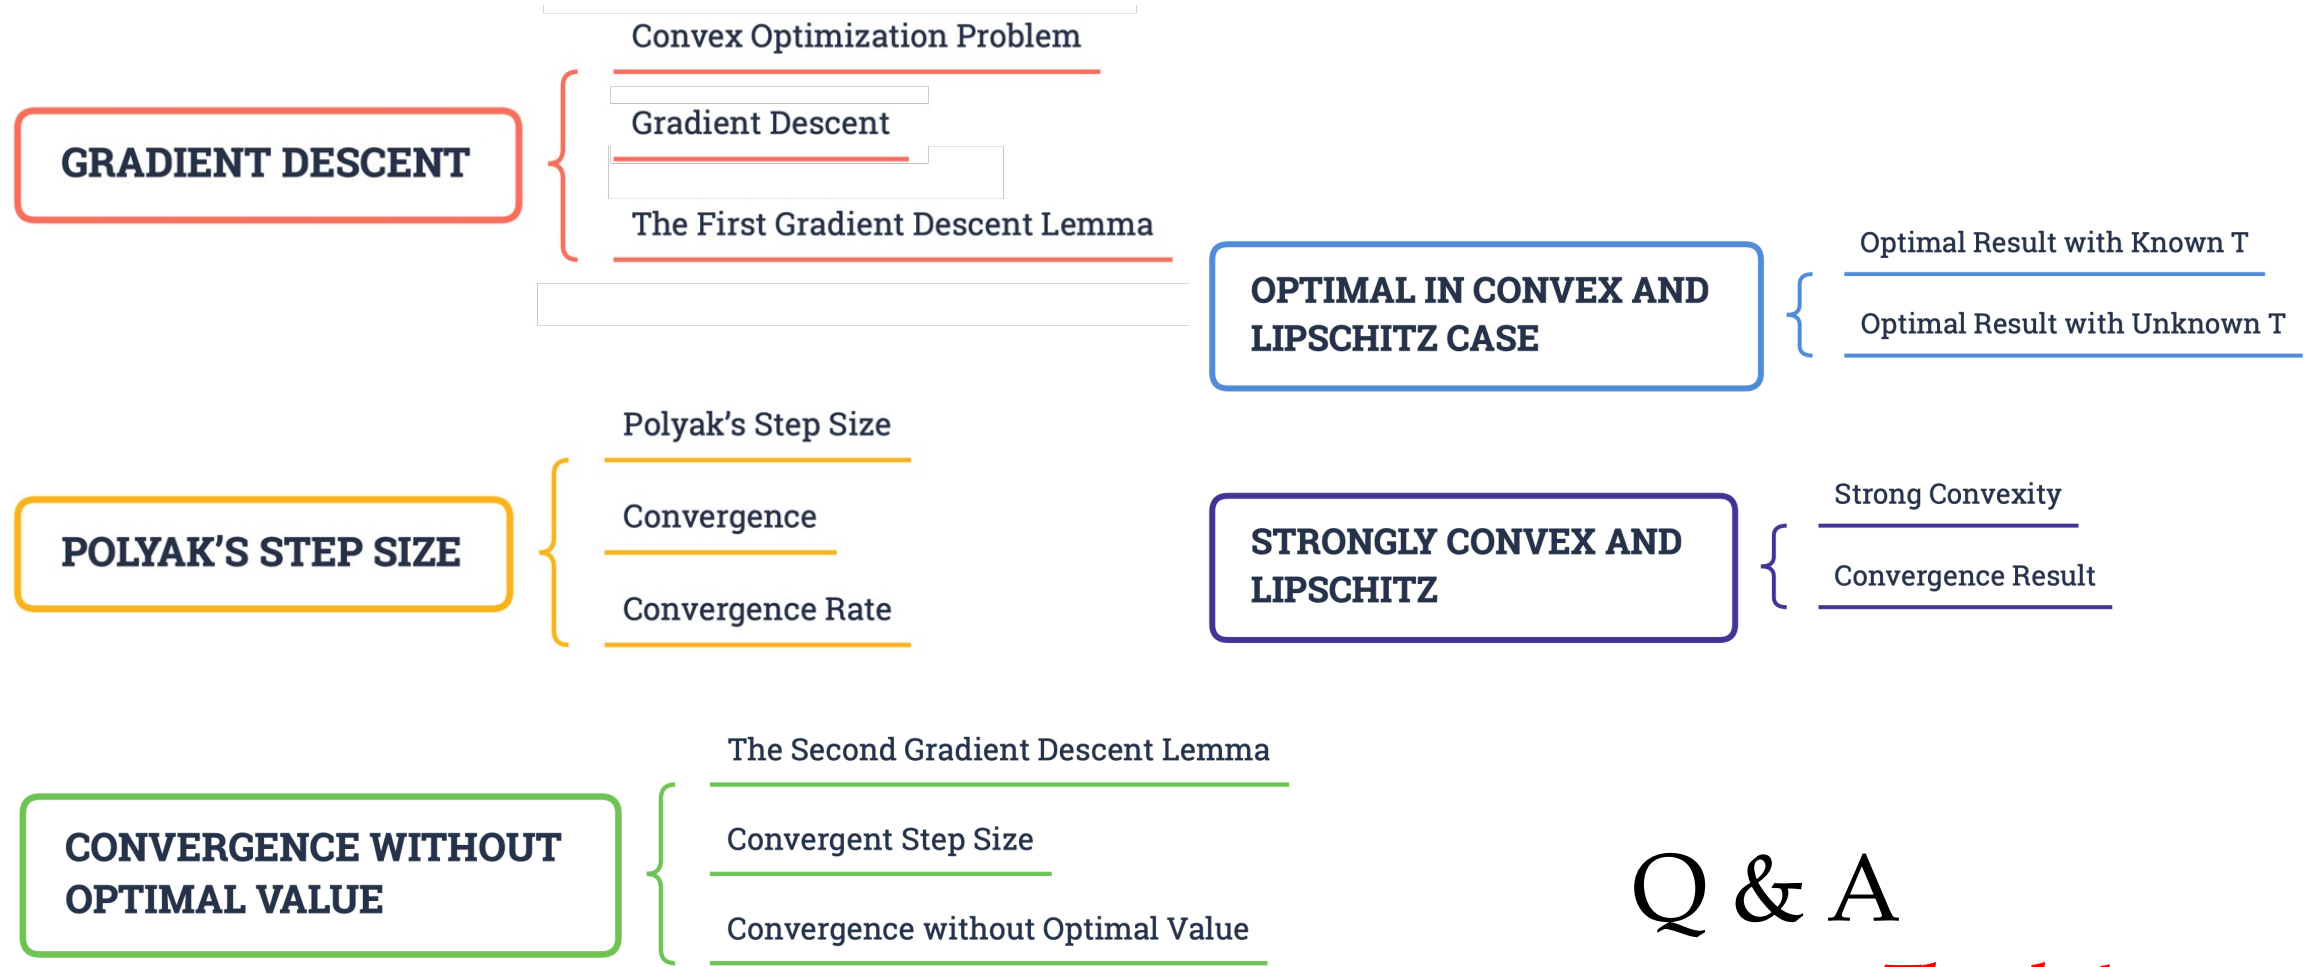 GRADIENT DESCENT
Convex Optimization Problem
Gradient Descent
The First Gradient Descent Lemma
POLYAK’S STEP SIZE
Polyak’s Step Size
Convergence
Convergence Rate
CONVERGENCE WITHOUT
OPTIMAL VALUE
The Second Gradient Descent Lemma
Convergent Step Size
Convergence without Optimal Value
OPTIMAL IN CONVEX AND
LIPSCHITZ CASE
Optimal Result with Known T
Optimal Result with Unknown T
STRONGLY CONVEX AND
LIPSCHITZ
Strong Convexity
Convergence Result
Q & A